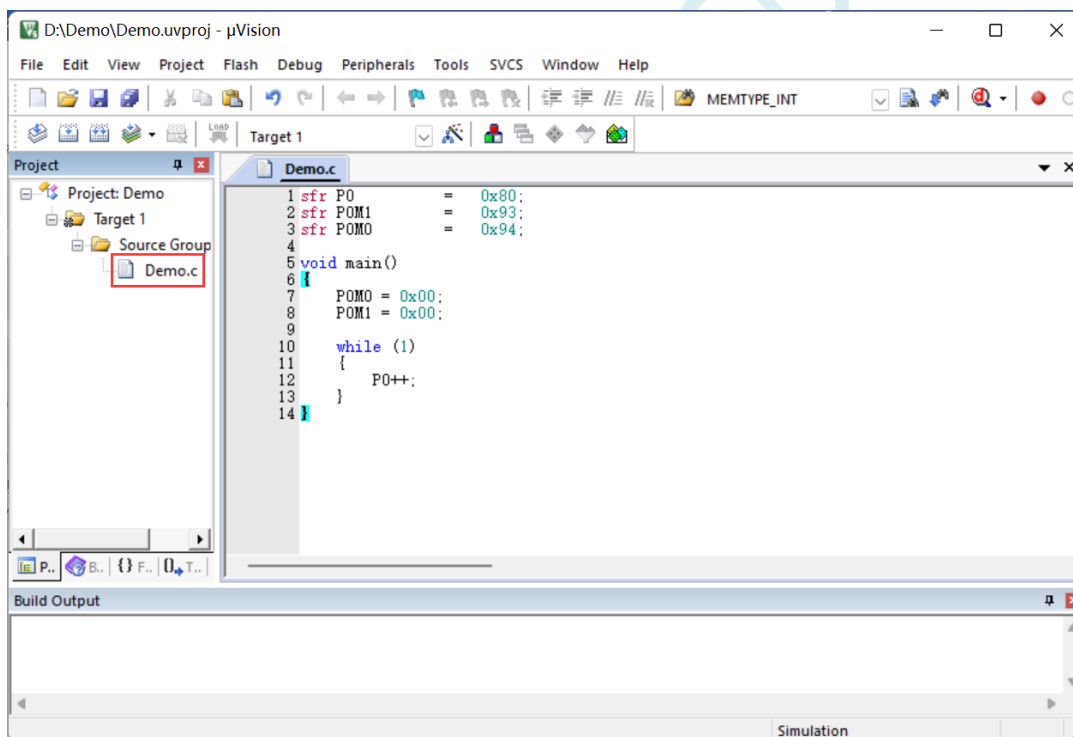 D:\Demo\Demo.uvproj - µVision
File Edit View Project Flash Debug Peripherals Tools SVCS Window Help
MEMTYPE_INT
LOAD Target 1
Project
Demo.c
Project: Demo
Target 1
Source Group
Demo.c
1 sfr P0 = 0x80;
2 sfr P0M1 = 0x93;
3 sfr P0M0 = 0x94;
4
5 void main()
6 {
7 P0M0 = 0x00;
8 P0M1 = 0x00;
9
10 while (1)
11 {
12 P0++;
13 }
14 }
P.. B.. {} F.. 0 T..
Build Output
Simulation